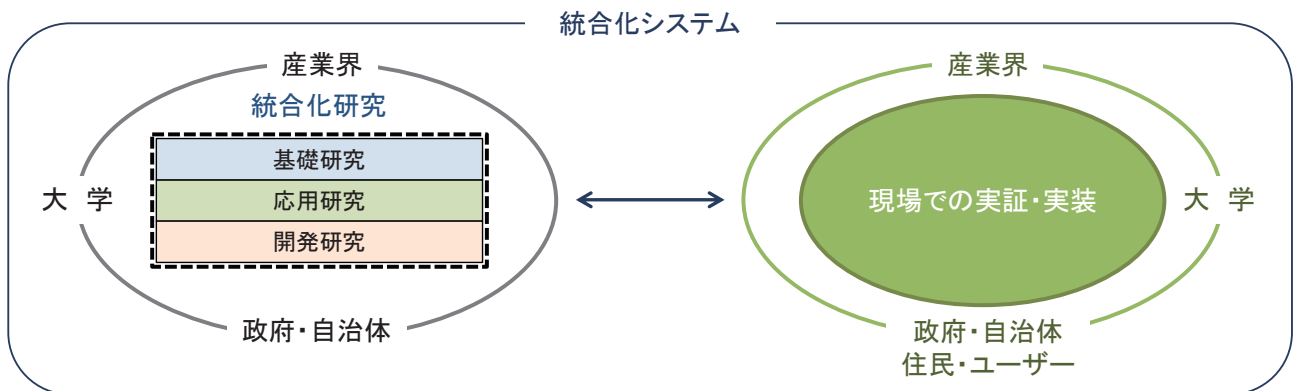 統合化システム
産業界
統合化研究
基礎研究
応用研究
開発研究
大 学
政府・自治体
産業界
現場での実証・実装
大 学
政府・自治体
住民・ユーザー